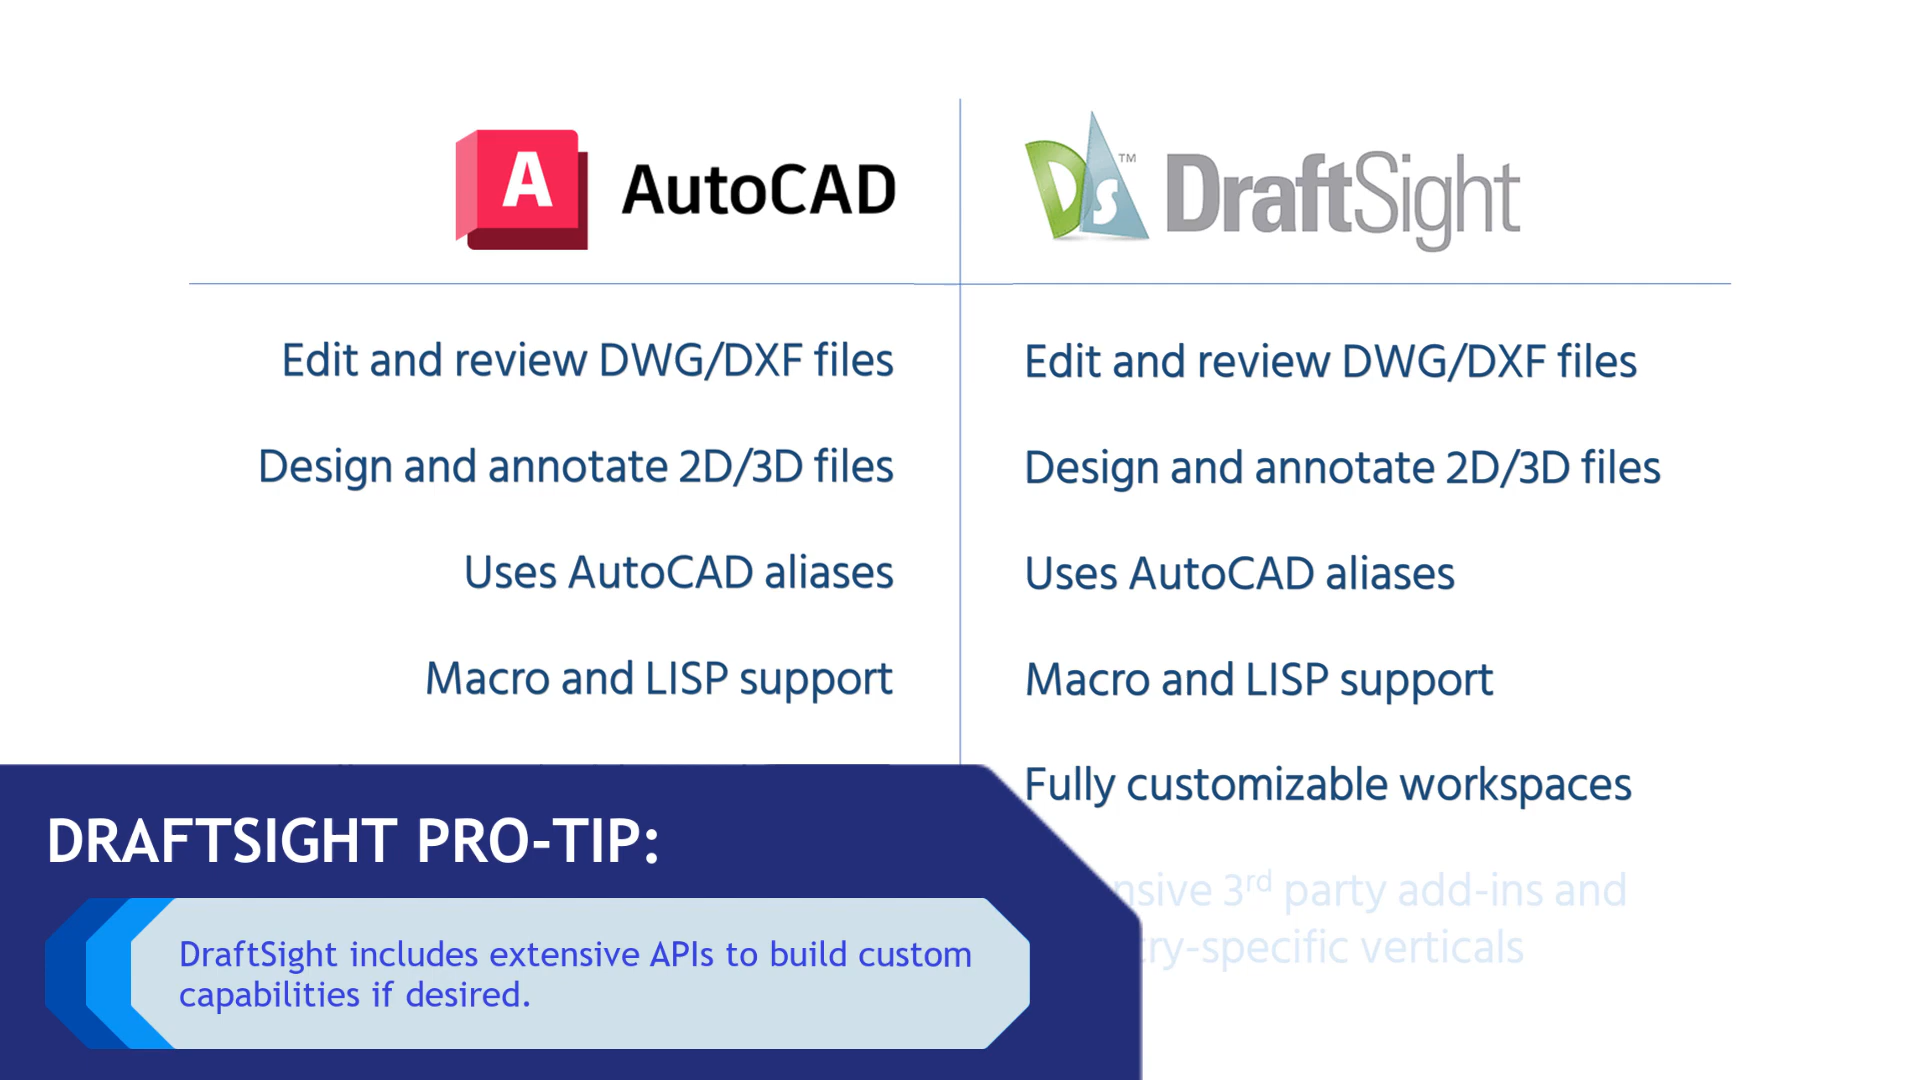 A AutoCAD
DS™ DraftSight
Edit and review DWG/DXF files
Edit and review DWG/DXF files
Design and annotate 2D/3D files
Design and annotate 2D/3D files
Uses AutoCAD aliases
Uses AutoCAD aliases
Macro and LISP support
Macro and LISP support
Fully customizable workspaces
3rd party add-ins and
verticals
DRAFTSIGHT PRO-TIP:
DraftSight includes extensive APIs to build custom
capabilities if desired.